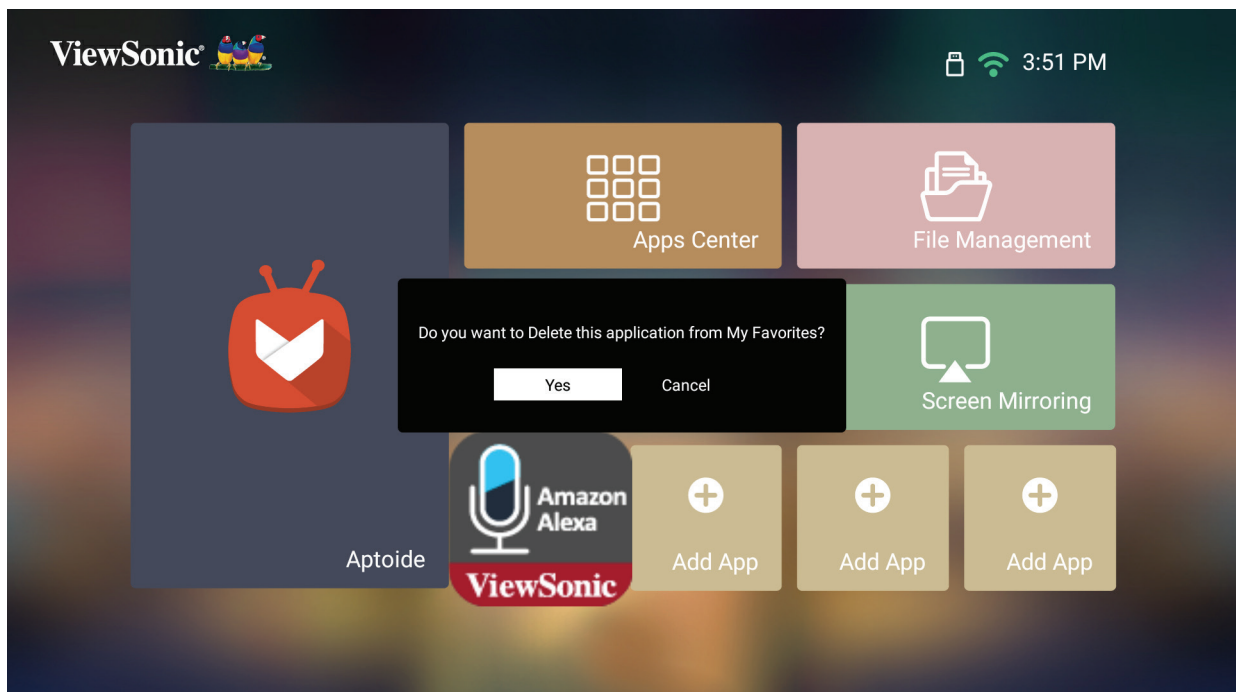 ViewSonic®
3:51 PM
Apps Center
File Management
Do you want to Delete this application from My Favorites?
Yes
Cancel
Screen Mirroring
Aptoide
Amazon
Alexa
ViewSonic
Add App
Add App
Add App